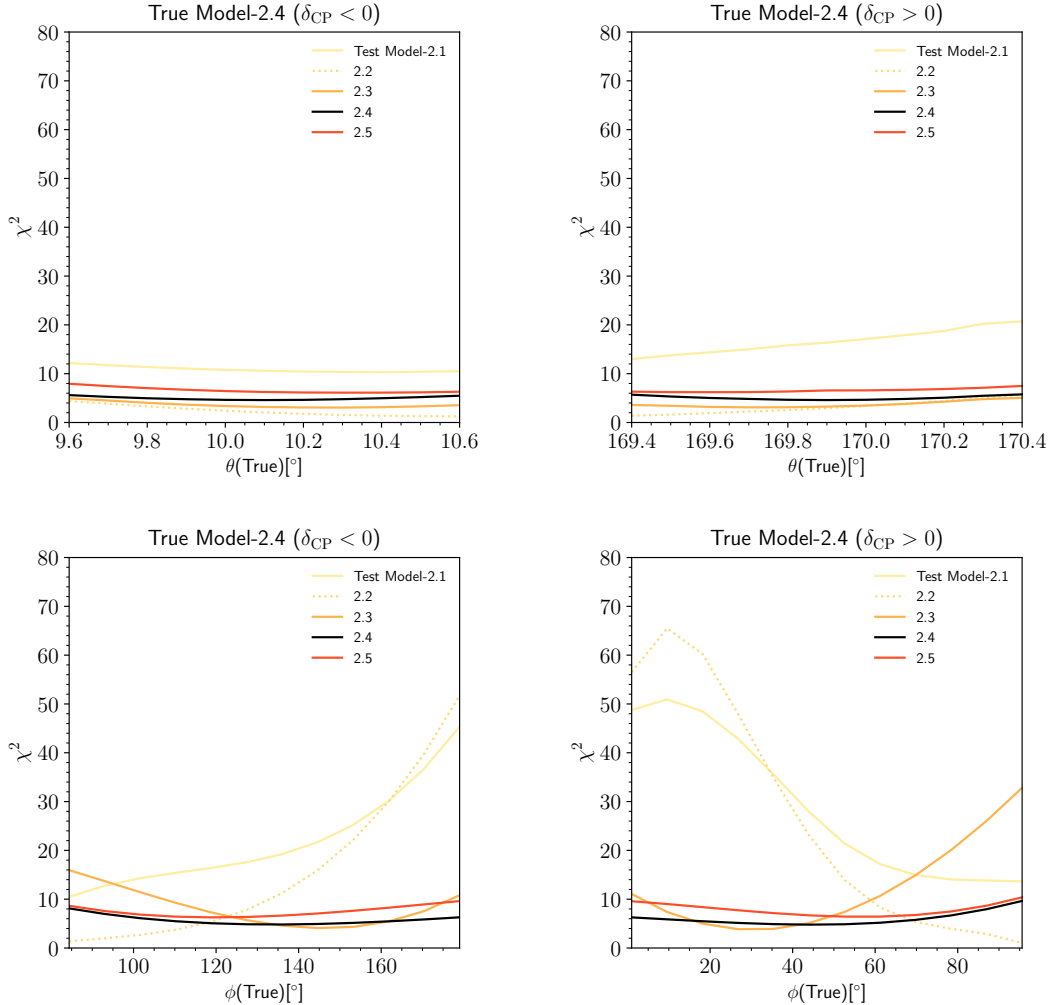 True Model-2.4 (δCP < 0)
80
70
60
50
40
30
20
10
0
χ²
Test Model-2.1
2.2
2.3
2.4
2.5
9.6 9.8 10.0 10.2 10.4 10.6
θ(True)[°]
True Model-2.4 (δCP > 0)
80
70
60
50
40
30
20
10
0
χ²
Test Model-2.1
2.2
2.3
2.4
2.5
169.4 169.6 169.8 170.0 170.2 170.4
θ(True)[°]
True Model-2.4 (δCP < 0)
80
70
60
50
40
30
20
10
0
χ²
Test Model-2.1
2.2
2.3
2.4
2.5
100 120 140 160
ϕ(True)[°]
True Model-2.4 (δCP > 0)
80
70
60
50
40
30
20
10
0
χ²
Test Model-2.1
2.2
2.3
2.4
2.5
20 40 60 80
ϕ(True)[°]